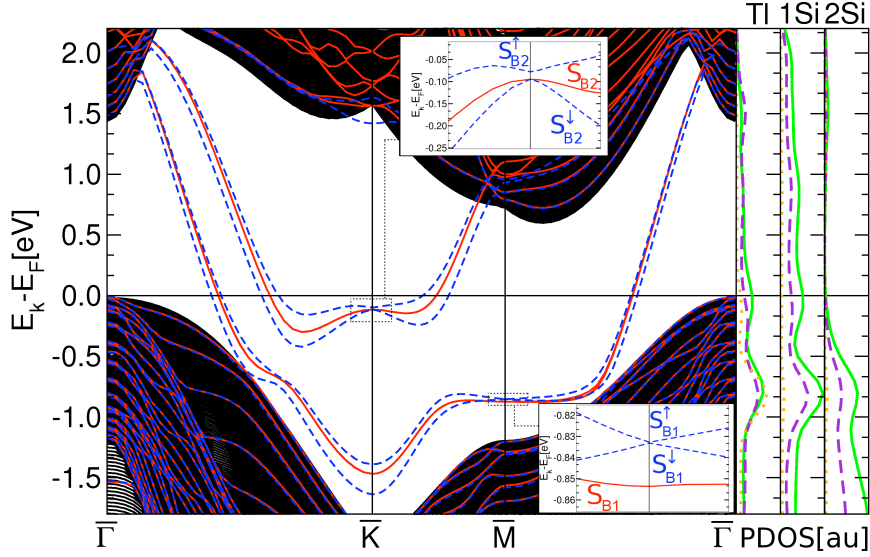 Tl 1Si 2Si
E_k-E_F[eV]
2.0
1.5
1.0
0.5
0.0
-0.5
-1.0
-1.5
E_k-E_F[eV]
-0.05
-0.10
-0.15
-0.20
-0.25
S_B2^↑
S_B2
S_B2^↓
E_k-E_F[eV]
-0.82
-0.83
-0.84
-0.85
-0.86
S_B1^↑
S_B1^↓
S_B1
Γ̅ K̅ M̅ Γ̅ PDOS[au]